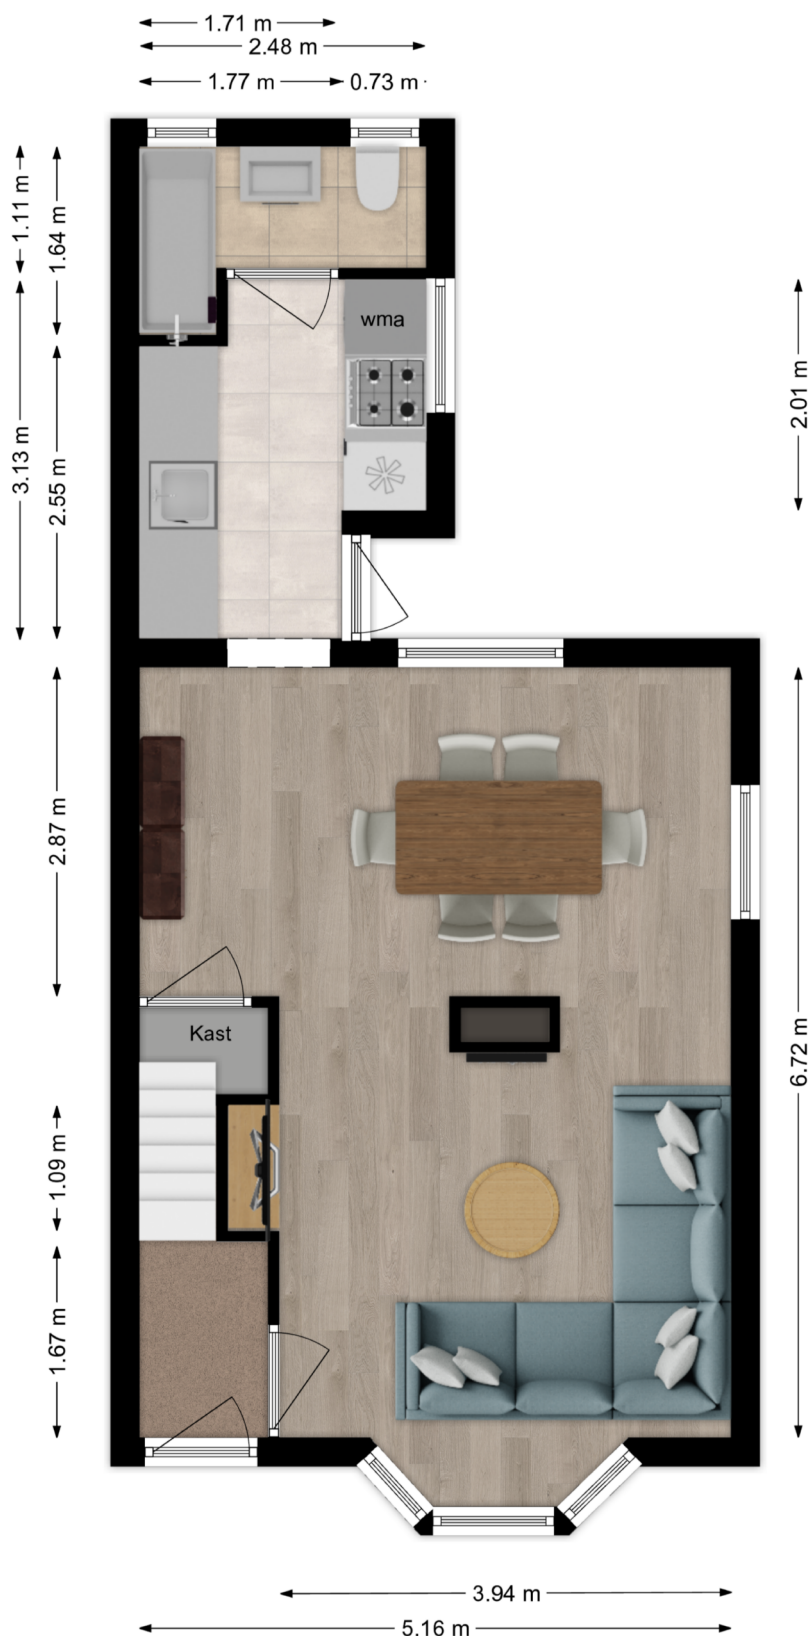 1.71 m
2.48 m
1.77 m
0.73 m
1.11 m
1.64 m
wma
2.01 m
3.13 m
2.55 m
2.87 m
Kast
6.72 m
1.09 m
1.67 m
3.94 m
5.16 m